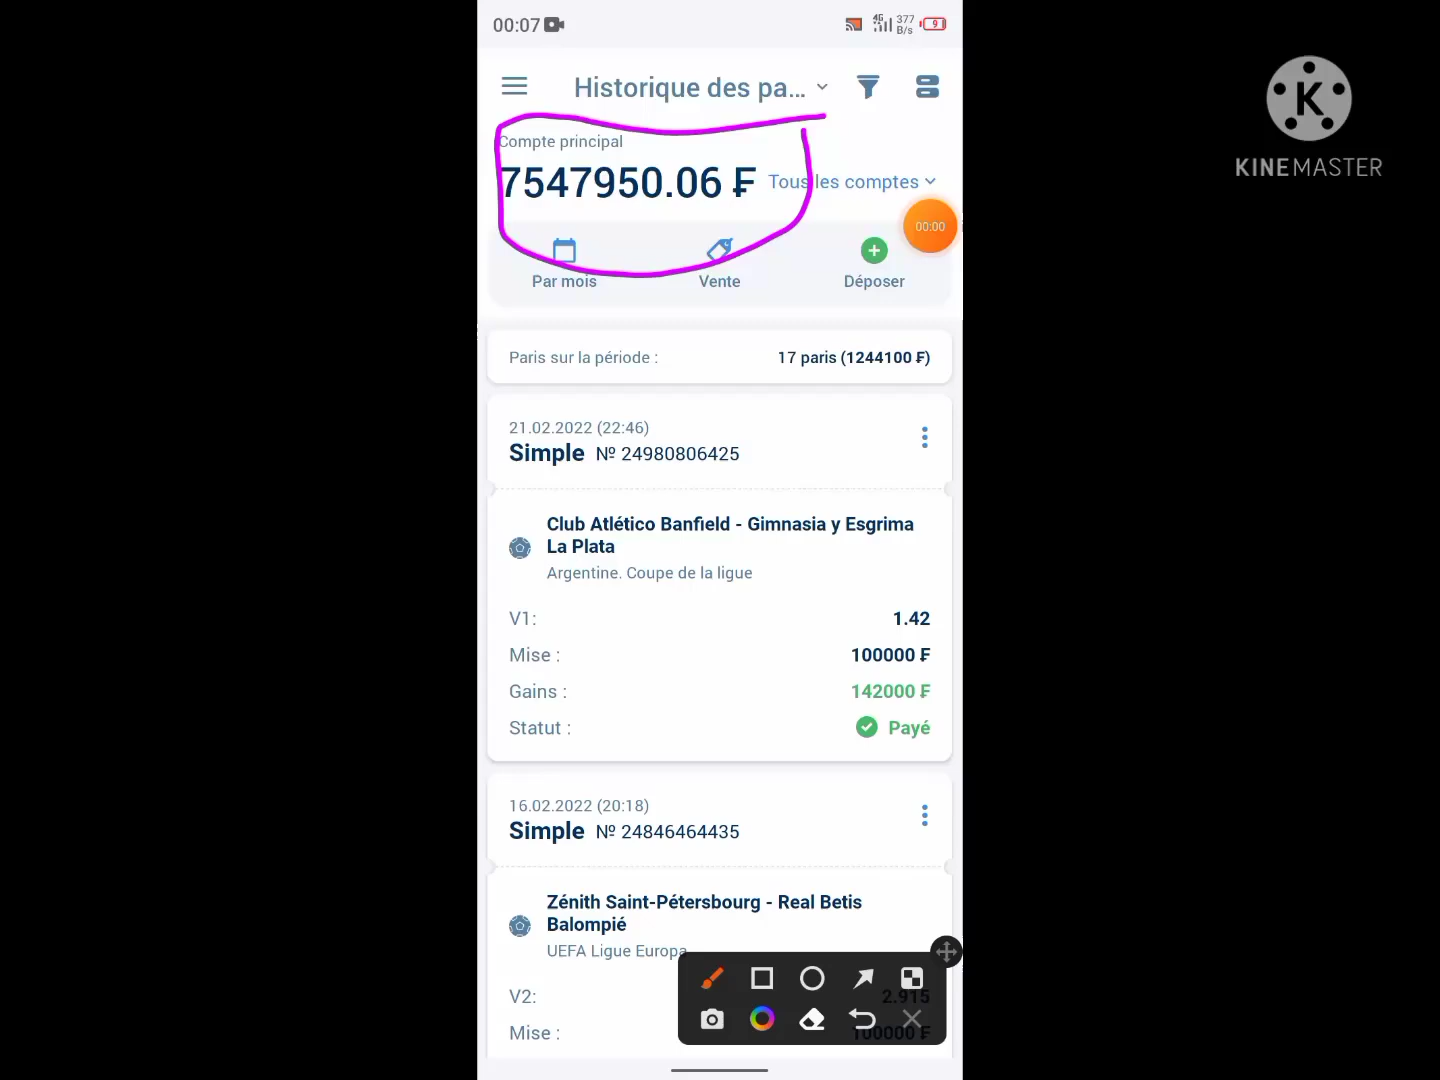 00:07
4G 377 B/s 9
KINEMASTER
Historique des pa...
Compte principal
7547950.06 ₣ Tous les comptes
00:00
Par mois Vente Déposer
Paris sur la période : 17 paris (1244100 ₣)
21.02.2022 (22:46)
Simple № 24980806425
Club Atlético Banfield - Gimnasia y Esgrima
La Plata
Argentine. Coupe de la ligue
V1: 1.42
Mise : 100000 ₣
Gains : 142000 ₣
Statut : Payé
16.02.2022 (20:18)
Simple № 24846464435
Zénith Saint-Pétersbourg - Real Betis
Balompié
UEFA Ligue Europa
V2: 2.915
Mise : 100000 ₣